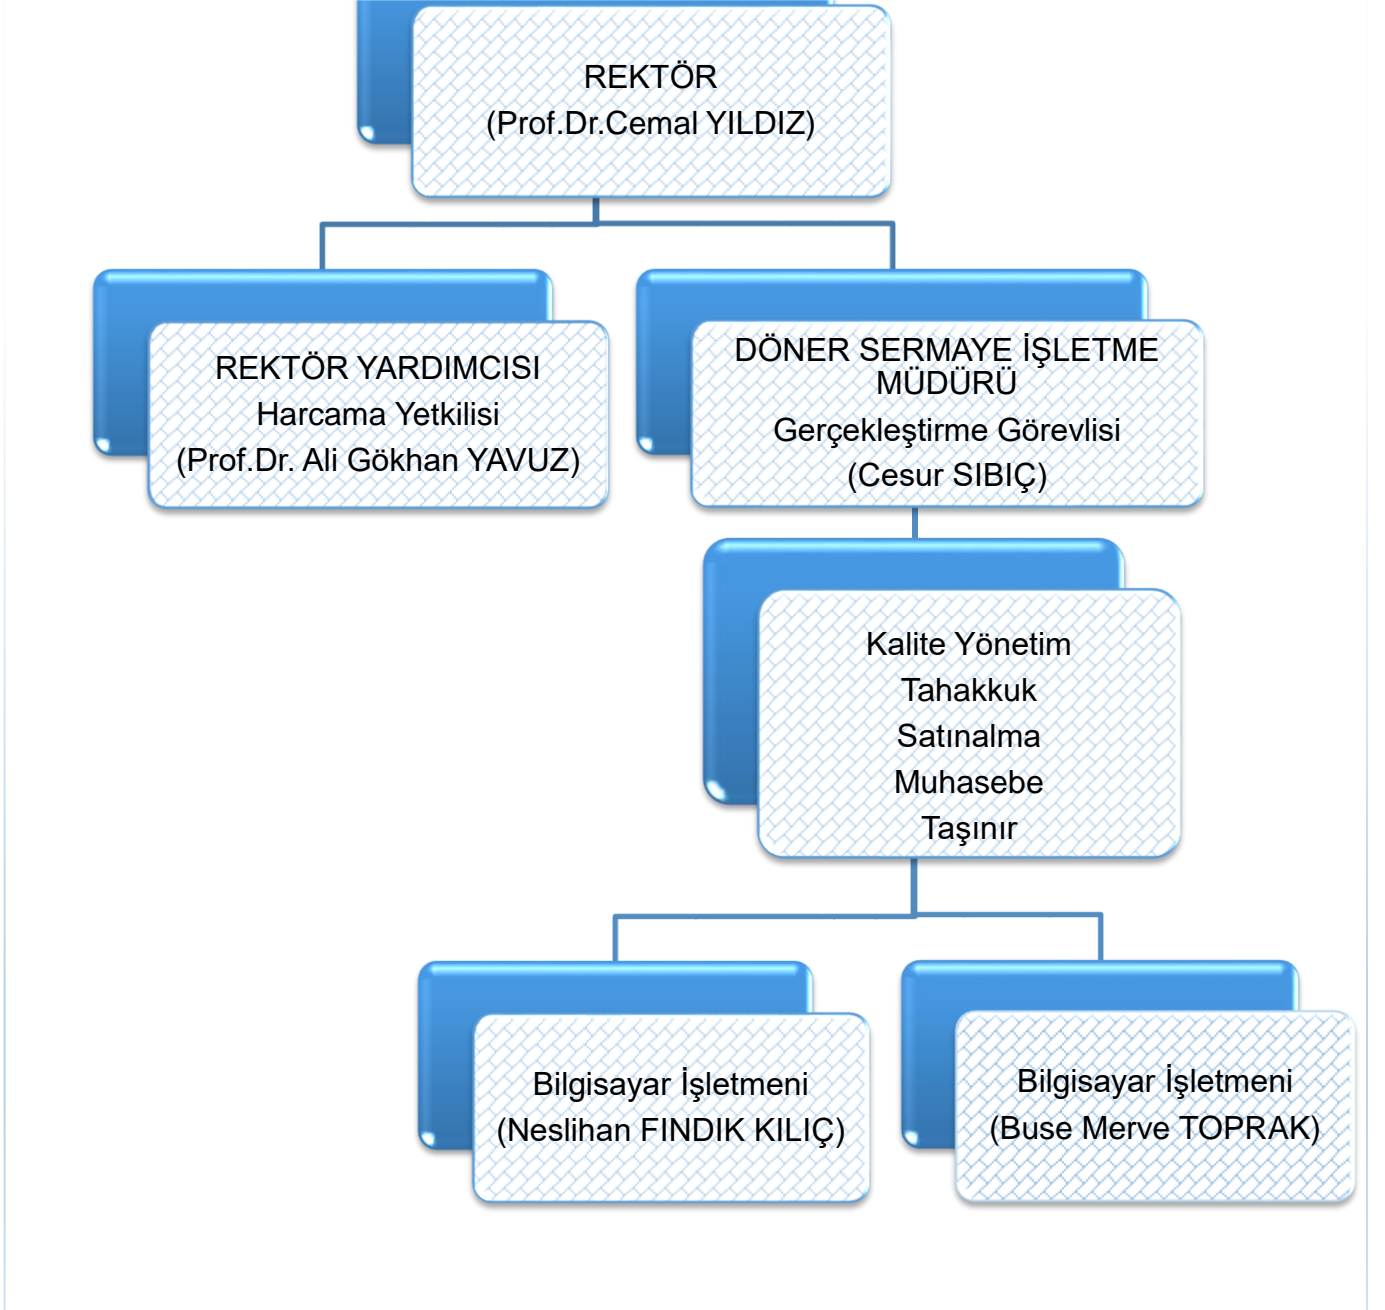 REKTÖR
(Prof.Dr.Cemal YILDIZ)
REKTÖR YARDIMCISI
Harcama Yetkilisi
(Prof.Dr. Ali Gökhan YAVUZ)
DÖNER SERMAYE İŞLETME
MÜDÜRÜ
Gerçekleştirme Görevlisi
(Cesur SIBIÇ)
Kalite Yönetim
Tahakkuk
Satınalma
Muhasebe
Taşınır
Bilgisayar İşletmeni
(Neslihan FINDIK KILIÇ)
Bilgisayar İşletmeni
(Buse Merve TOPRAK)